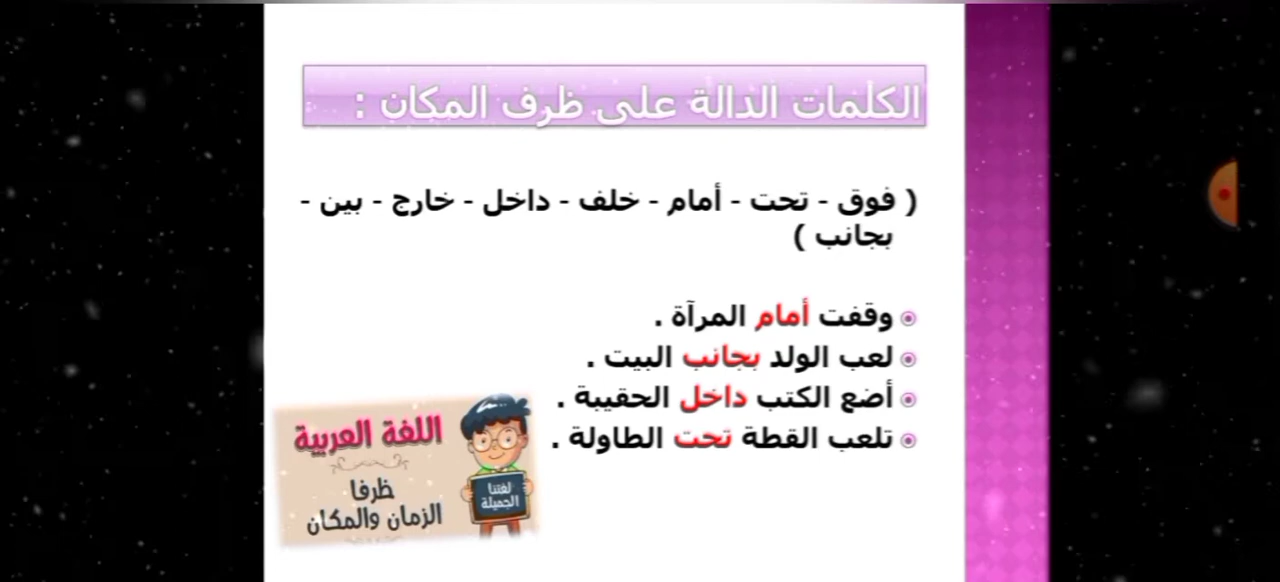 الكلمات الدالة على ظرف المكان :
( فوق - تحت - أمام - خلف - داخل - خارج - بين -
بجانب )
وقفت أمام المرآة .
لعب الولد بجانب البيت .
أضع الكتب داخل الحقيبة .
تلعب القطة تحت الطاولة .
اللغة العربية
ظرفا
الزمان والمكان
لغتنا
الجميلة